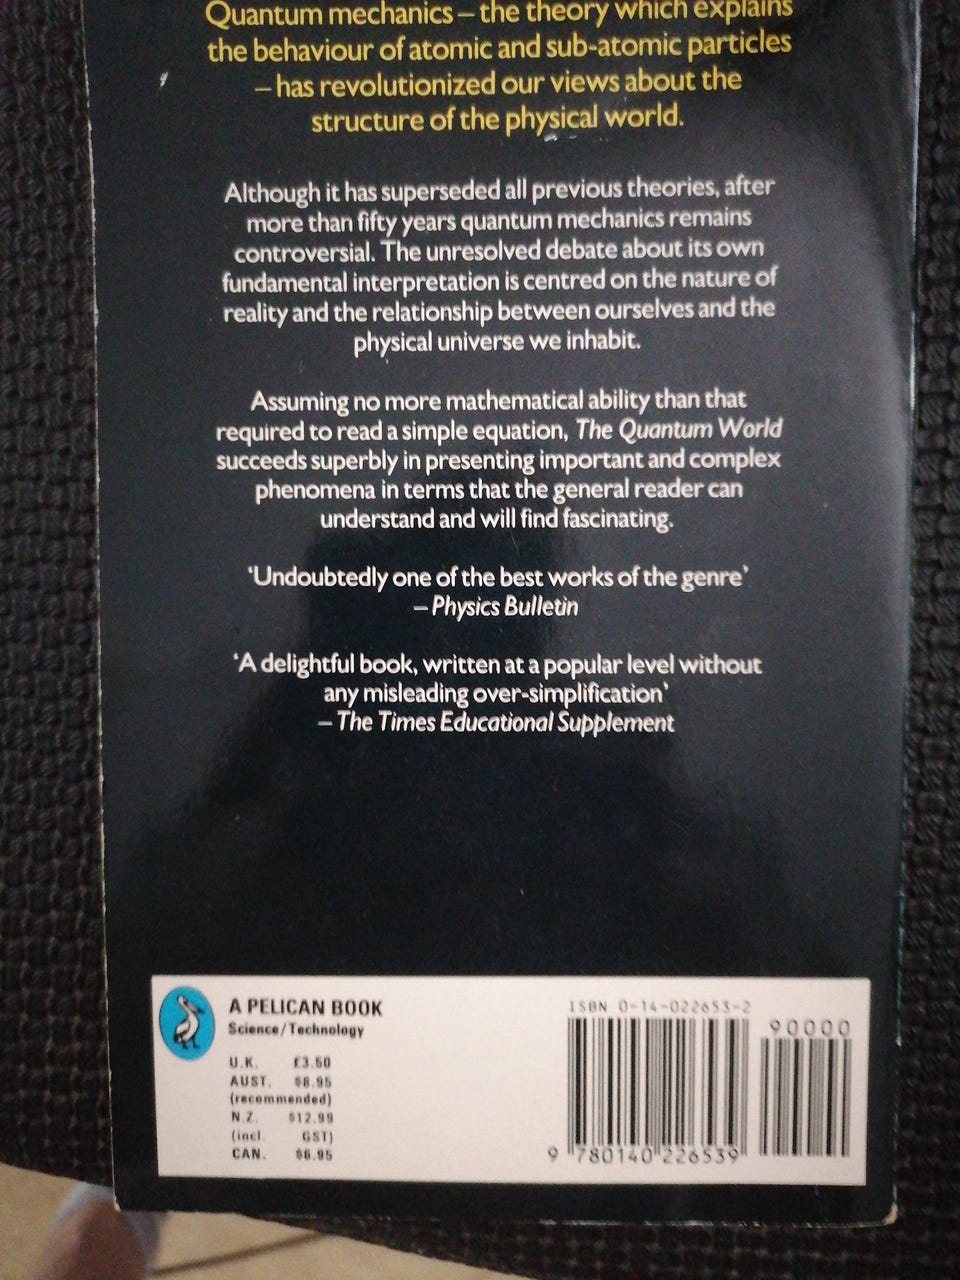 Quantum mechanics – the theory which explains
the behaviour of atomic and sub-atomic particles
– has revolutionized our views about the
structure of the physical world.
Although it has superseded all previous theories, after
more than fifty years quantum mechanics remains
controversial. The unresolved debate about its own
fundamental interpretation is centred on the nature of
reality and the relationship between ourselves and the
physical universe we inhabit.
Assuming no more mathematical ability than that
required to read a simple equation, The Quantum World
succeeds superbly in presenting important and complex
phenomena in terms that the general reader can
understand and will find fascinating.
‘Undoubtedly one of the best works of the genre’
– Physics Bulletin
‘A delightful book, written at a popular level without
any misleading over-simplification’
– The Times Educational Supplement
A PELICAN BOOK
Science/Technology
U.K. £3.50
AUST. $8.95
(recommended)
N.Z. $12.99
(incl. GST)
CAN. $6.95
ISBN 0-14-022653-2
90000
9 780140 226539